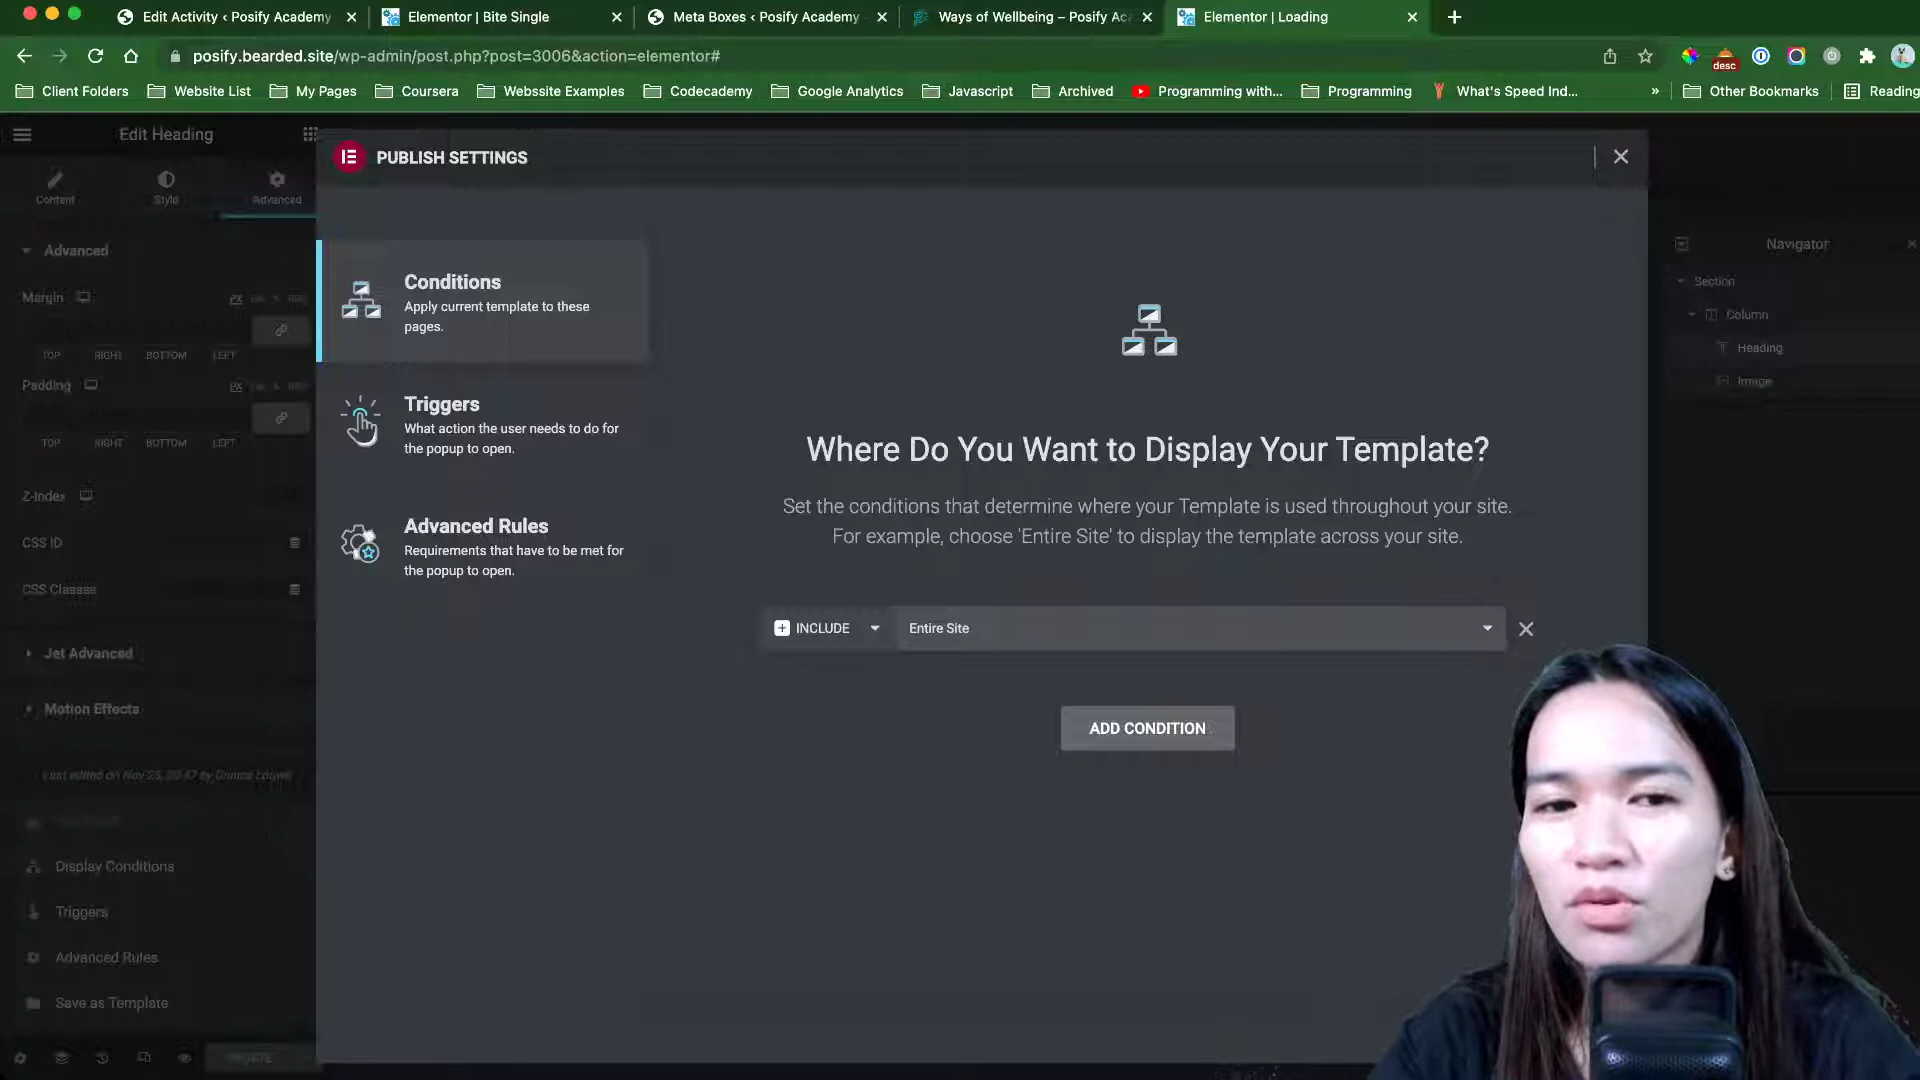 Edit Activity ‹ Posify Academy
Elementor | Bite Single
Meta Boxes ‹ Posify Academy
Ways of Wellbeing – Posify Aca
Elementor | Loading
posify.bearded.site/wp-admin/post.php?post=3006&action=elementor#
desc
Client Folders
Website List
My Pages
Coursera
Webssite Examples
Codecademy
Google Analytics
Javascript
Archived
Programming with...
Programming
What's Speed Ind...
»
Other Bookmarks
Reading
Edit Heading
PUBLISH SETTINGS
Content
Style
Advanced
Advanced
Margin
PX
TOP RIGHT BOTTOM LEFT
Padding
PX
TOP RIGHT BOTTOM LEFT
Z-Index
CSS ID
CSS Classes
Jet Advanced
Motion Effects
Display Conditions
Triggers
Advanced Rules
Save as Template
UPDATE
Conditions
Apply current template to these
pages.
Triggers
What action the user needs to do for
the popup to open.
Advanced Rules
Requirements that have to be met for
the popup to open.
Where Do You Want to Display Your Template?
Set the conditions that determine where your Template is used throughout your site.
For example, choose 'Entire Site' to display the template across your site.
INCLUDE
Entire Site
ADD CONDITION
Navigator
Section
Column
Heading
Image